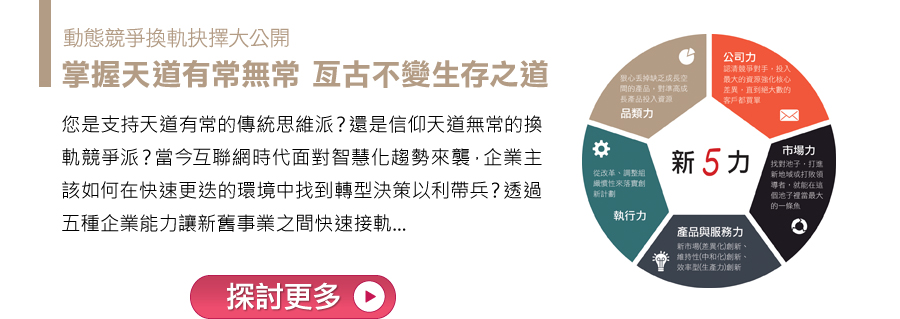 動態競爭換軌抉擇大公開
掌握天道有常無常 亙古不變生存之道
您是支持天道有常的傳統思維派？還是信仰天道無常的換
軌競爭派？當今互聯網時代面對智慧化趨勢來襲，企業主
該如何在快速更迭的環境中找到轉型決策以利帶兵？透過
五種企業能力讓新舊事業之間快速接軌...
探討更多
新5力
公司力
認清競爭對手，投入
最大的資源強化核心
差異，直到絕大數的
客戶都買單
市場力
找對池子，打進
新地域或打敗領
導者，就能在這
個池子裡當最大
的一條魚
產品與服務力
新市場(差異化)創新、
維持性(中和化)創新、
效率型(生產力)創新
從改革、調整組
織慣性來落實創
新計劃
執行力
狠心丟掉缺乏成長空
間的產品，對準高成
長產品投入資源
品類力